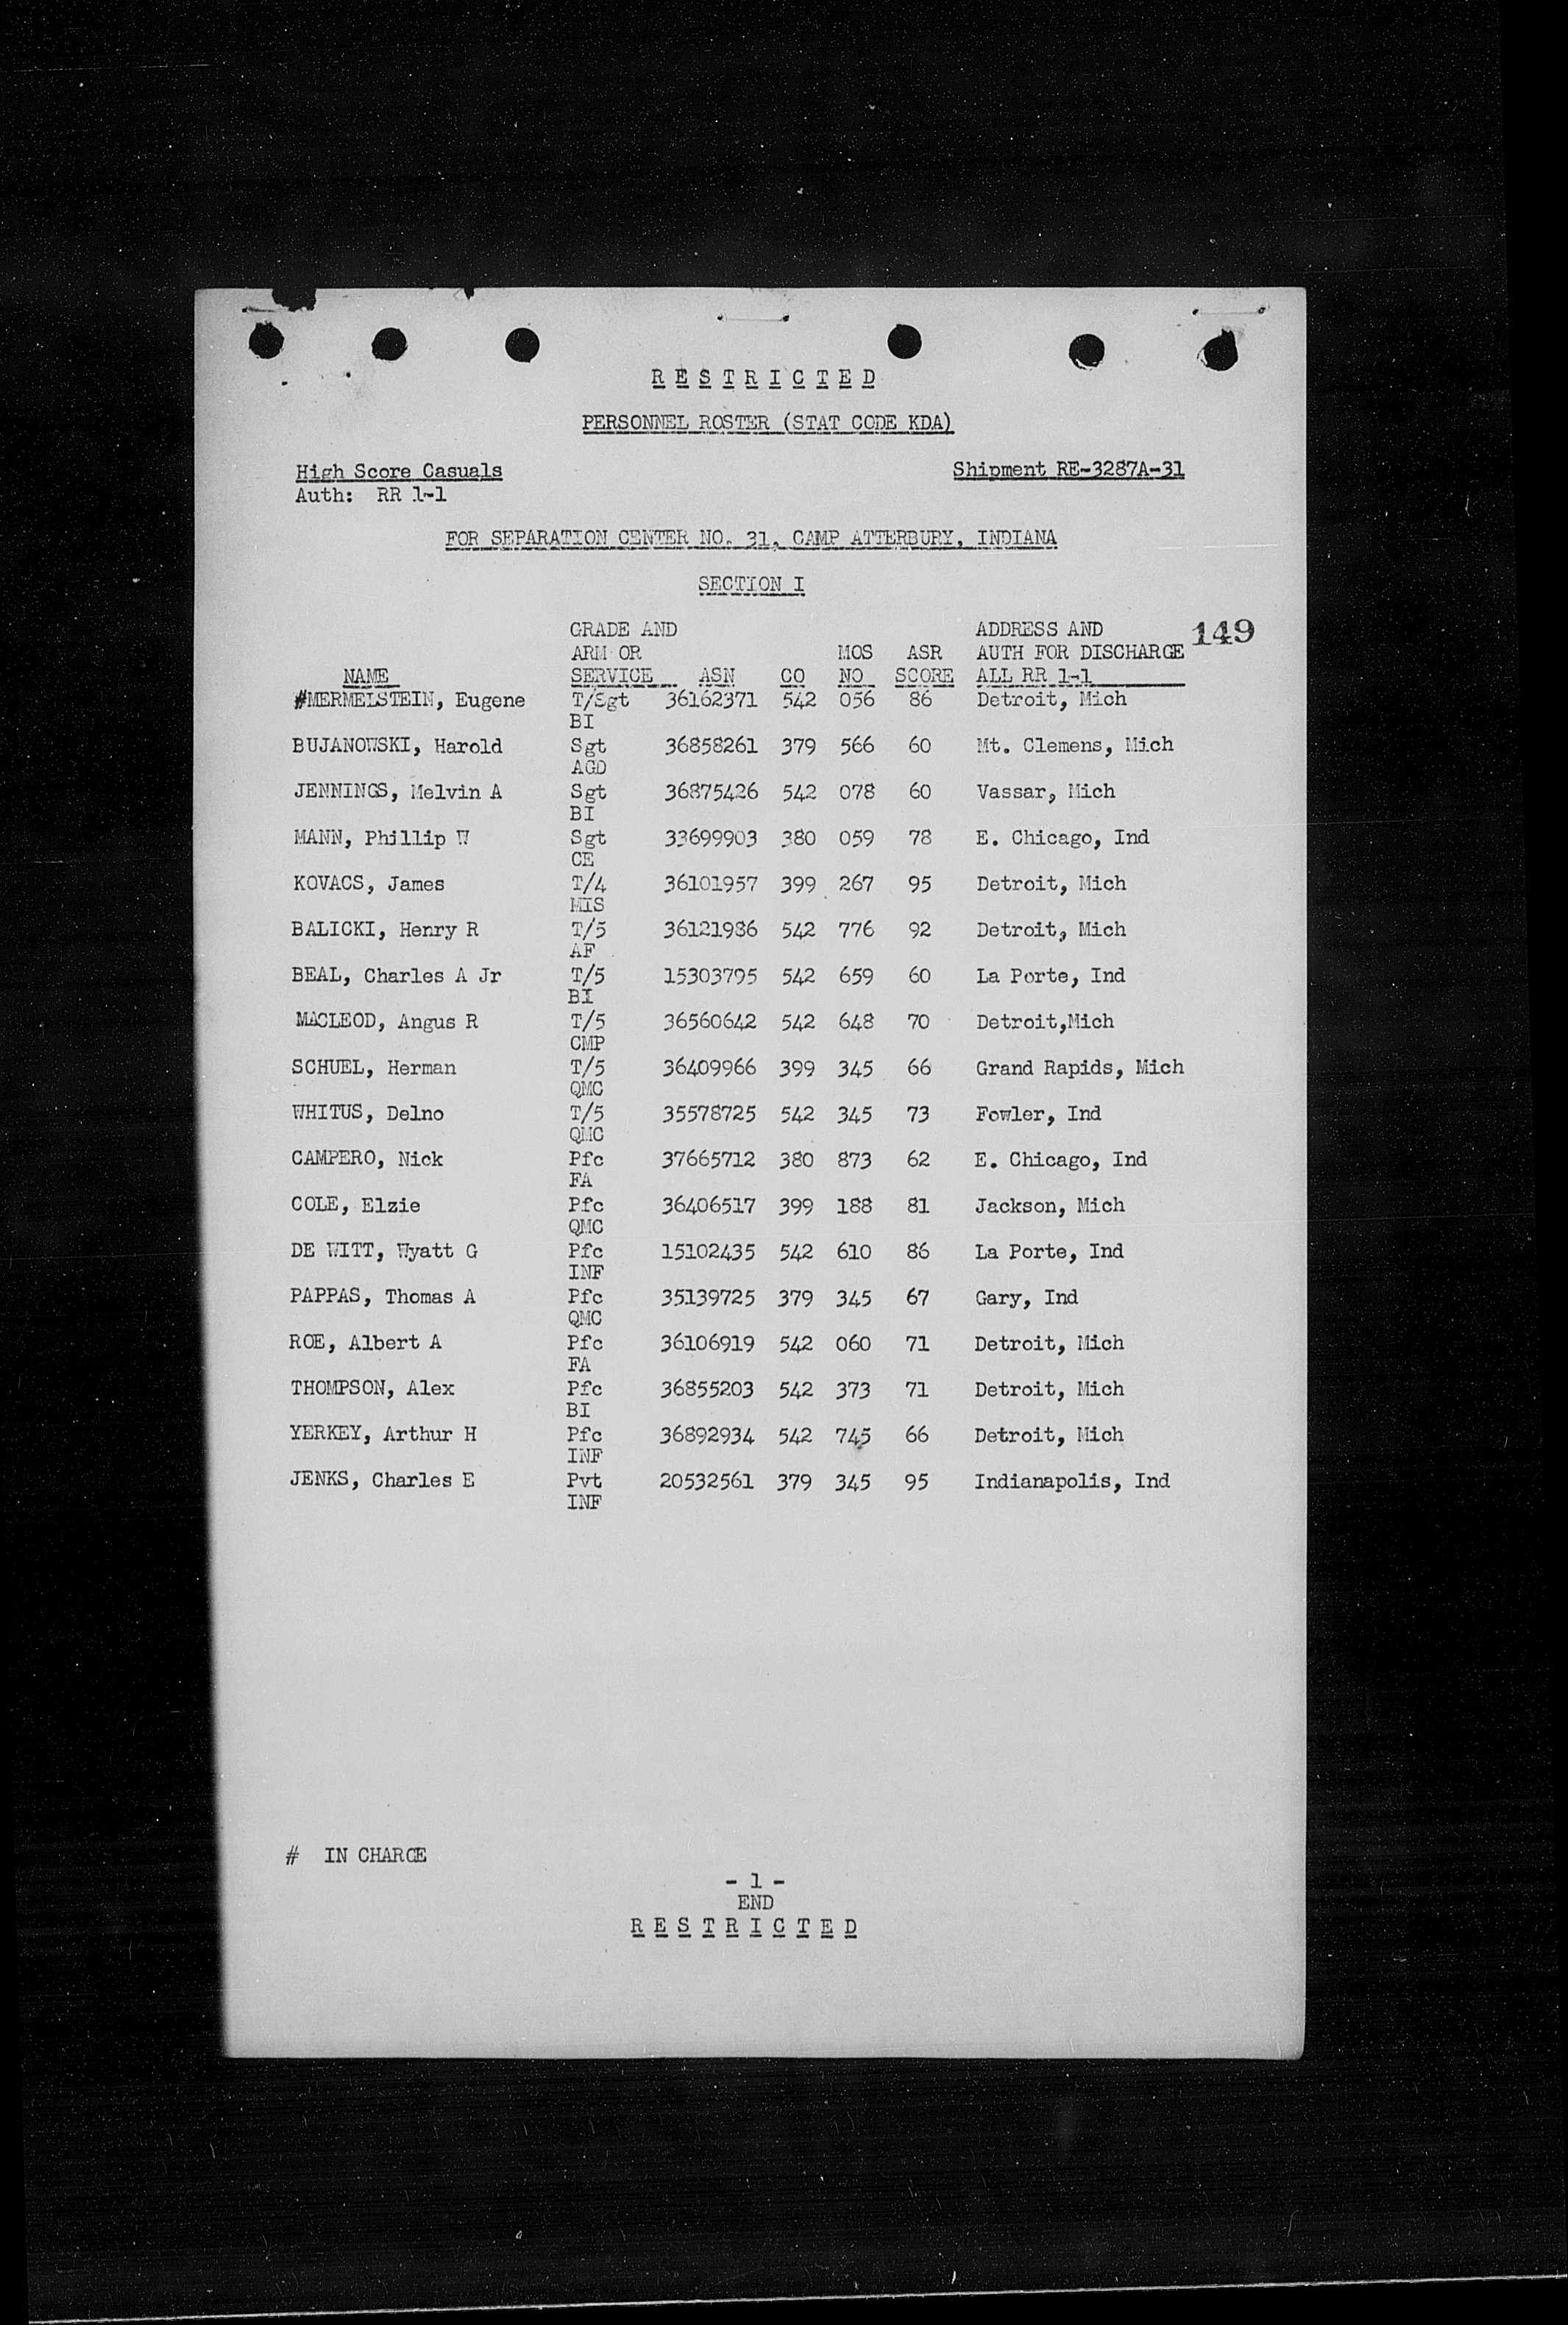 R E S T R I C T E D
PERSONNEL ROSTER (STAT CODE KDA)
High Score Casuals Shipment RE-3287A-31
Auth: RR 1-1
FOR SEPARATION CENTER NO. 31, CAMP ATTERBURY, INDIANA
SECTION I
GRADE AND ADDRESS AND 149
ARM OR MOS ASR AUTH FOR DISCHARGE
NAME SERVICE ASN CO NO SCORE ALL RR 1-1
#MERMELSTEIN, Eugene T/Sgt 36162371 542 056 86 Detroit, Mich
BI
BUJANOWSKI, Harold Sgt 36858261 379 566 60 Mt. Clemens, Mich
AGD
JENNINGS, Melvin A Sgt 36875426 542 078 60 Vassar, Mich
BI
MANN, Phillip W Sgt 33699903 380 059 78 E. Chicago, Ind
CE
KOVACS, James T/4 36101957 399 267 95 Detroit, Mich
MIS
BALICKI, Henry R T/5 36121986 542 776 92 Detroit, Mich
AF
BEAL, Charles A Jr T/5 15303795 542 659 60 La Porte, Ind
BI
MACLEOD, Angus R T/5 36560642 542 648 70 Detroit,Mich
CMP
SCHUEL, Herman T/5 36409966 399 345 66 Grand Rapids, Mich
QMC
WHITUS, Delno T/5 35578725 542 345 73 Fowler, Ind
QMC
CAMPERO, Nick Pfc 37665712 380 873 62 E. Chicago, Ind
FA
COLE, Elzie Pfc 36406517 399 188 81 Jackson, Mich
QMC
DE WITT, Wyatt G Pfc 15102435 542 610 86 La Porte, Ind
INF
PAPPAS, Thomas A Pfc 35139725 379 345 67 Gary, Ind
QMC
ROE, Albert A Pfc 36106919 542 060 71 Detroit, Mich
FA
THOMPSON, Alex Pfc 36855203 542 373 71 Detroit, Mich
BI
YERKEY, Arthur H Pfc 36892934 542 745 66 Detroit, Mich
INF
JENKS, Charles E Pvt 20532561 379 345 95 Indianapolis, Ind
INF
# IN CHARGE
- 1 -
END
R E S T R I C T E D